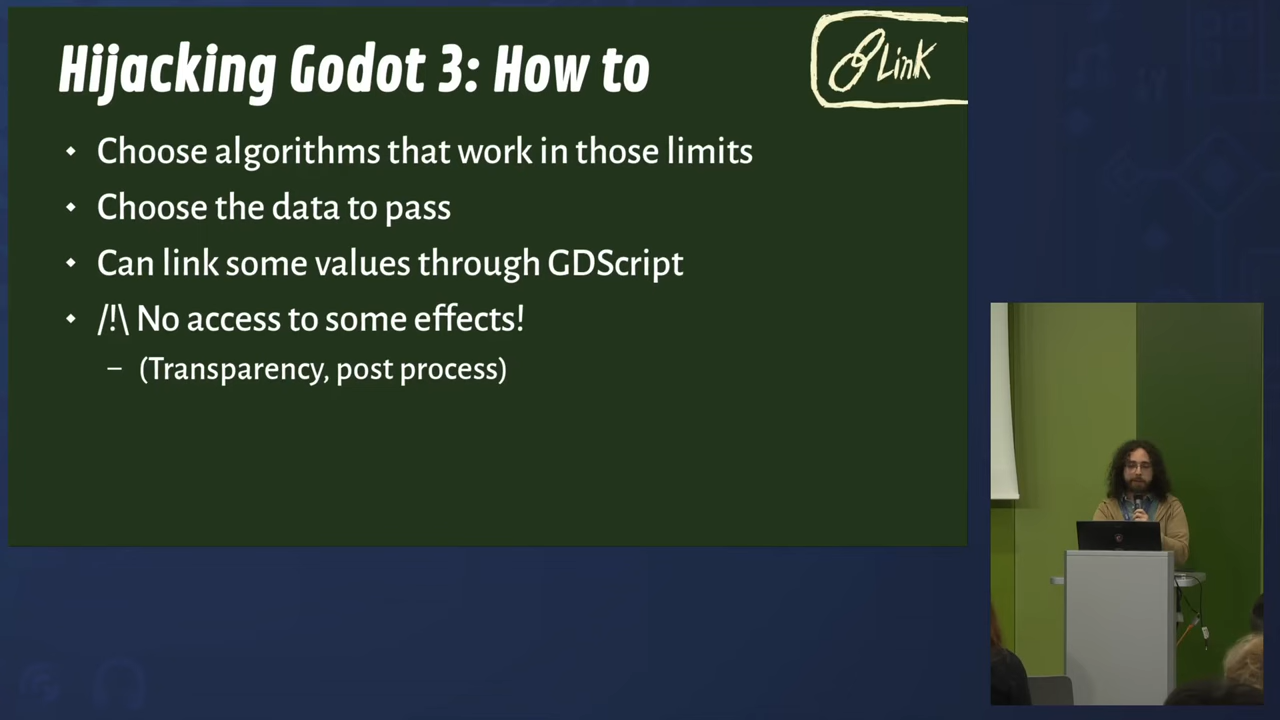 Hijacking Godot 3: How to
Link
Choose algorithms that work in those limits
Choose the data to pass
Can link some values through GDScript
/!\ No access to some effects!
(Transparency, post process)